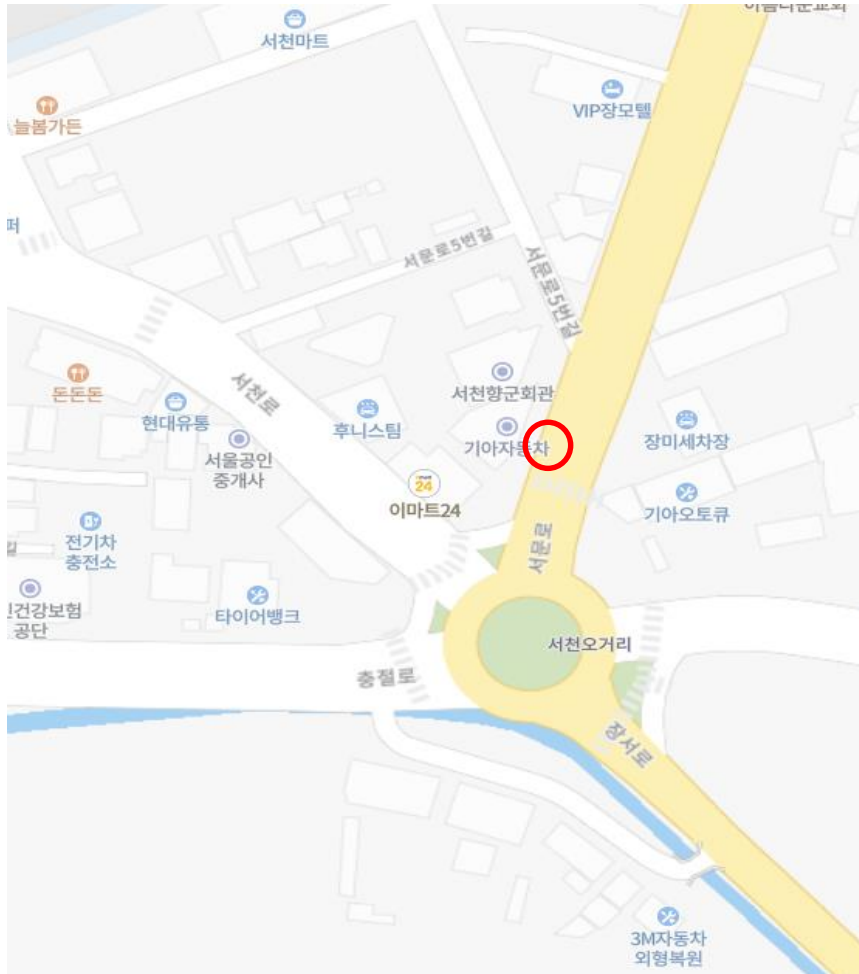 서천마트
늘봄가든
VIP장모텔
퍼
서문로5번길
서문로5번길
서천향군회관
돈돈돈
서천로
현대유통
후니스팀
기아자동차
장미세차장
서울공인
중개사
24
이마트24
기아오토큐
전기차
충전소
서문로
길
건강보험
공단
타이어뱅크
서천오거리
충절로
장서로
3M자동차
외형복원